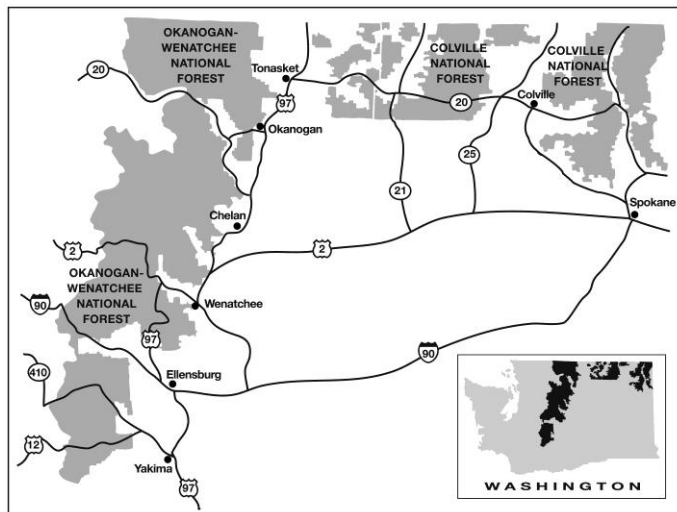 OKANOGAN-
WENATCHEE
NATIONAL
FOREST
COLVILLE
NATIONAL
FOREST
COLVILLE
NATIONAL
FOREST
20
Tonasket
97
20
Colville
Okanogan
25
21
Chelan
Spokane
2
2
OKANOGAN-
WENATCHEE
NATIONAL
FOREST
90
Wenatchee
97
90
410
Ellensburg
12
Yakima
97
WASHINGTON